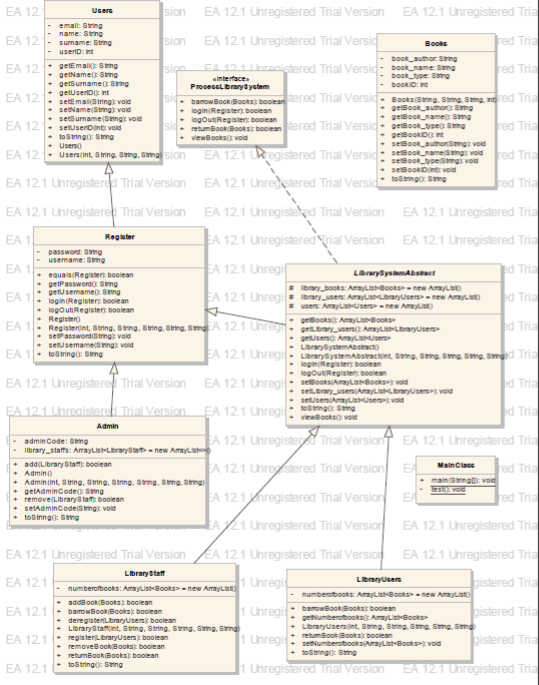 Users
- email: String
- name: String
- surname: String
- userID: int
+ getEmail(): String
+ getName(): String
+ getSurname(): String
+ getUserID(): int
+ setEmail(String): void
+ setName(String): void
+ setSurname(String): void
+ setUserID(int): void
+ toString(): String
+ Users()
+ Users(int, String, String, String)
«interface»
ProcessLibrarySystem
+ barrowBook(Books): boolean
+ login(Register): boolean
+ logOut(Register): boolean
+ returnBook(Books): boolean
+ viewBooks(): void
Books
- book_author: String
- book_name: String
- book_type: String
- bookID: int
+ Books(String, String, String, int)
+ getBook_author(): String
+ getBook_name(): String
+ getBook_type(): String
+ getBookID(): int
+ setBook_author(String): void
+ setBook_name(String): void
+ setBook_type(String): void
+ setBookID(int): void
+ toString(): String
Register
- password: String
- username: String
+ equals(Register): boolean
+ getPassword(): String
+ getUsername(): String
+ login(Register): boolean
+ logOut(Register): boolean
+ Register()
+ Register(int, String, String, String, String, String)
+ setPassword(String): void
+ setUsername(String): void
+ toString(): String
LibrarySystemAbstract
# library_books: ArrayList<Books> = new ArrayList()
# library_users: ArrayList<LibraryUsers> = new ArrayList()
# users: ArrayList<Users> = new ArrayList()
+ getBooks(): ArrayList<Books>
+ getLibrary_users(): ArrayList<LibraryUsers>
+ getUsers(): ArrayList<Users>
+ LibrarySystemAbstract()
+ LibrarySystemAbstract(int, String, String, String, String, String)
+ login(Register): boolean
+ logOut(Register): boolean
+ setBooks(ArrayList<Books>): void
+ setLibrary_users(ArrayList<LibraryUsers>): void
+ setUsers(ArrayList<Users>): void
+ toString(): String
+ viewBooks(): void
Admin
- adminCode: String
- library_staffs: ArrayList<LibraryStaff> = new ArrayList<>()
+ add(LibraryStaff): boolean
+ Admin()
+ Admin(int, String, String, String, String, String, String)
+ getAdminCode(): String
+ remove(LibraryStaff): boolean
+ setAdminCode(String): void
+ toString(): String
MainClass
+ main(String[]): void
- test(): void
LibraryStaff
- numberofbooks: ArrayList<Books> = new ArrayList()
+ addBook(Books): boolean
+ barrowBook(Books): boolean
+ deregister(LibraryUsers): boolean
+ LibraryStaff(int, String, String, String, String, String)
+ register(LibraryUsers): boolean
+ removeBook(Books): boolean
+ returnBook(Books): boolean
+ toString(): String
LibraryUsers
- numberofbooks: ArrayList<Books> = new ArrayList()
+ barrowBook(Books): boolean
+ getNumberofbooks(): ArrayList<Books>
+ LibraryUsers(int, String, String, String, String, String)
+ returnBook(Books): boolean
+ setNumberofbooks(ArrayList<Books>): void
+ toString(): String
EA 12.1 Unregistered Trial Version